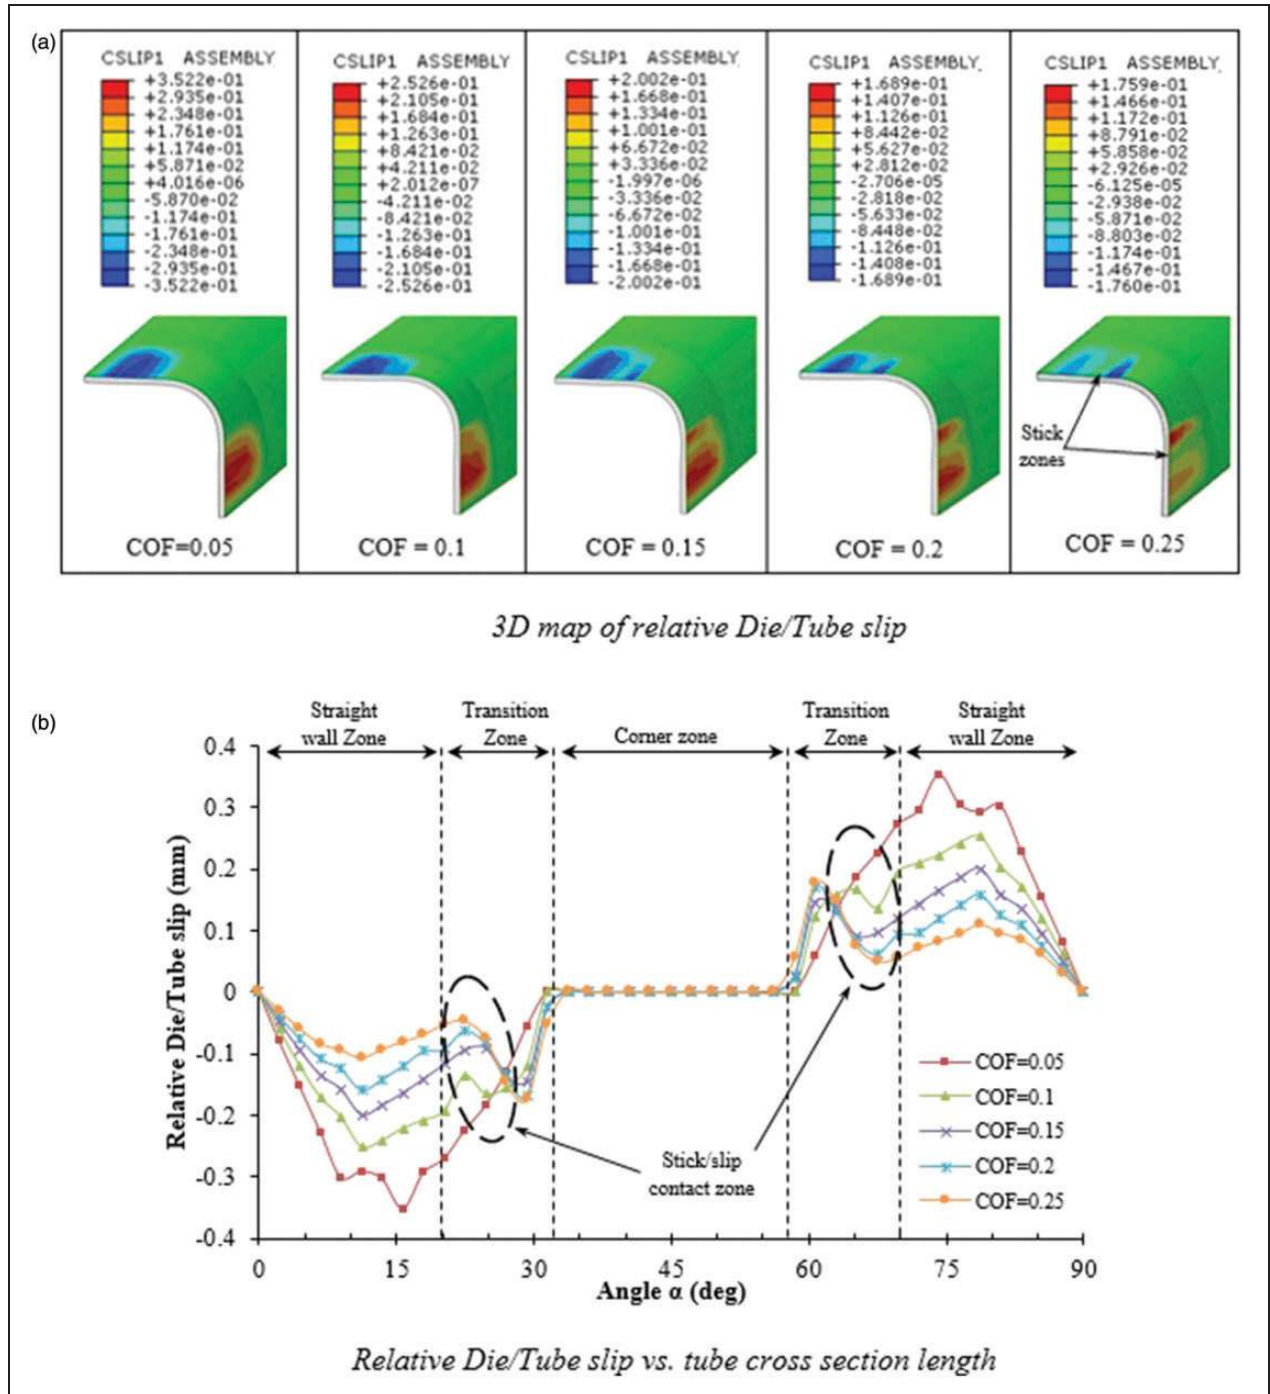 (a)
CSLIP1 ASSEMBLY
+3.522e-01
+2.935e-01
+2.348e-01
+1.761e-01
+1.174e-01
+5.871e-02
+4.016e-06
-5.870e-02
-1.174e-01
-1.761e-01
-2.348e-01
-2.935e-01
-3.522e-01
COF=0.05
CSLIP1 ASSEMBLY
+2.526e-01
+2.105e-01
+1.684e-01
+1.263e-01
+8.421e-02
+4.211e-02
+2.012e-07
-4.211e-02
-8.421e-02
-1.263e-01
-1.684e-01
-2.105e-01
-2.526e-01
COF = 0.1
CSLIP1 ASSEMBLY
+2.002e-01
+1.668e-01
+1.334e-01
+1.001e-01
+6.672e-02
+3.336e-02
-1.997e-06
-3.336e-02
-6.672e-02
-1.001e-01
-1.334e-01
-1.668e-01
-2.002e-01
COF = 0.15
CSLIP1 ASSEMBLY
+1.689e-01
+1.407e-01
+1.126e-01
+8.442e-02
+5.627e-02
+2.812e-02
-2.706e-05
-2.818e-02
-5.633e-02
-8.448e-02
-1.126e-01
-1.408e-01
-1.689e-01
COF = 0.2
CSLIP1 ASSEMBLY
+1.759e-01
+1.466e-01
+1.172e-01
+8.791e-02
+5.858e-02
+2.926e-02
-6.125e-05
-2.938e-02
-5.871e-02
-8.803e-02
-1.174e-01
-1.467e-01
-1.760e-01
Stick
zones
COF = 0.25
3D map of relative Die/Tube slip
(b)
Straight
wall Zone
Transition
Zone
Corner zone
Transition
Zone
Straight
wall Zone
Relative Die/Tube slip (mm)
0.4
0.3
0.2
0.1
0
-0.1
-0.2
-0.3
-0.4
Stick/slip
contact zone
COF=0.05
COF=0.1
COF=0.15
COF=0.2
COF=0.25
0 15 30 45 60 75 90
Angle α (deg)
Relative Die/Tube slip vs. tube cross section length